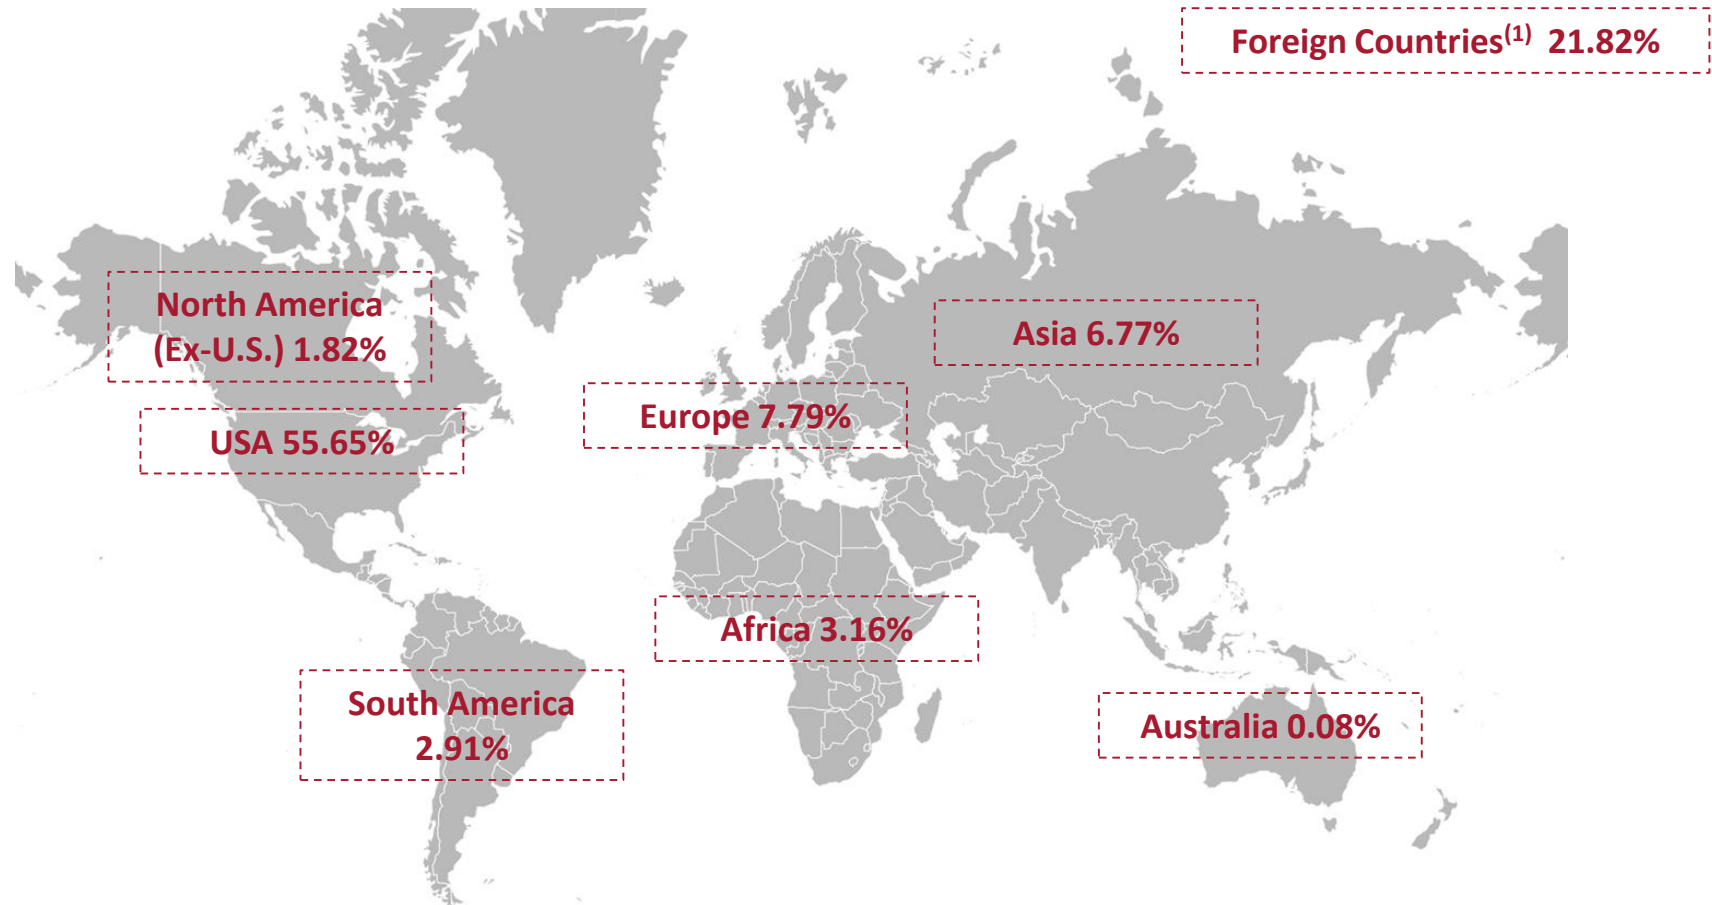 Foreign Countries(1) 21.82%
North America
(Ex-U.S.) 1.82%
Asia 6.77%
Europe 7.79%
USA 55.65%
Africa 3.16%
South America
2.91%
Australia 0.08%